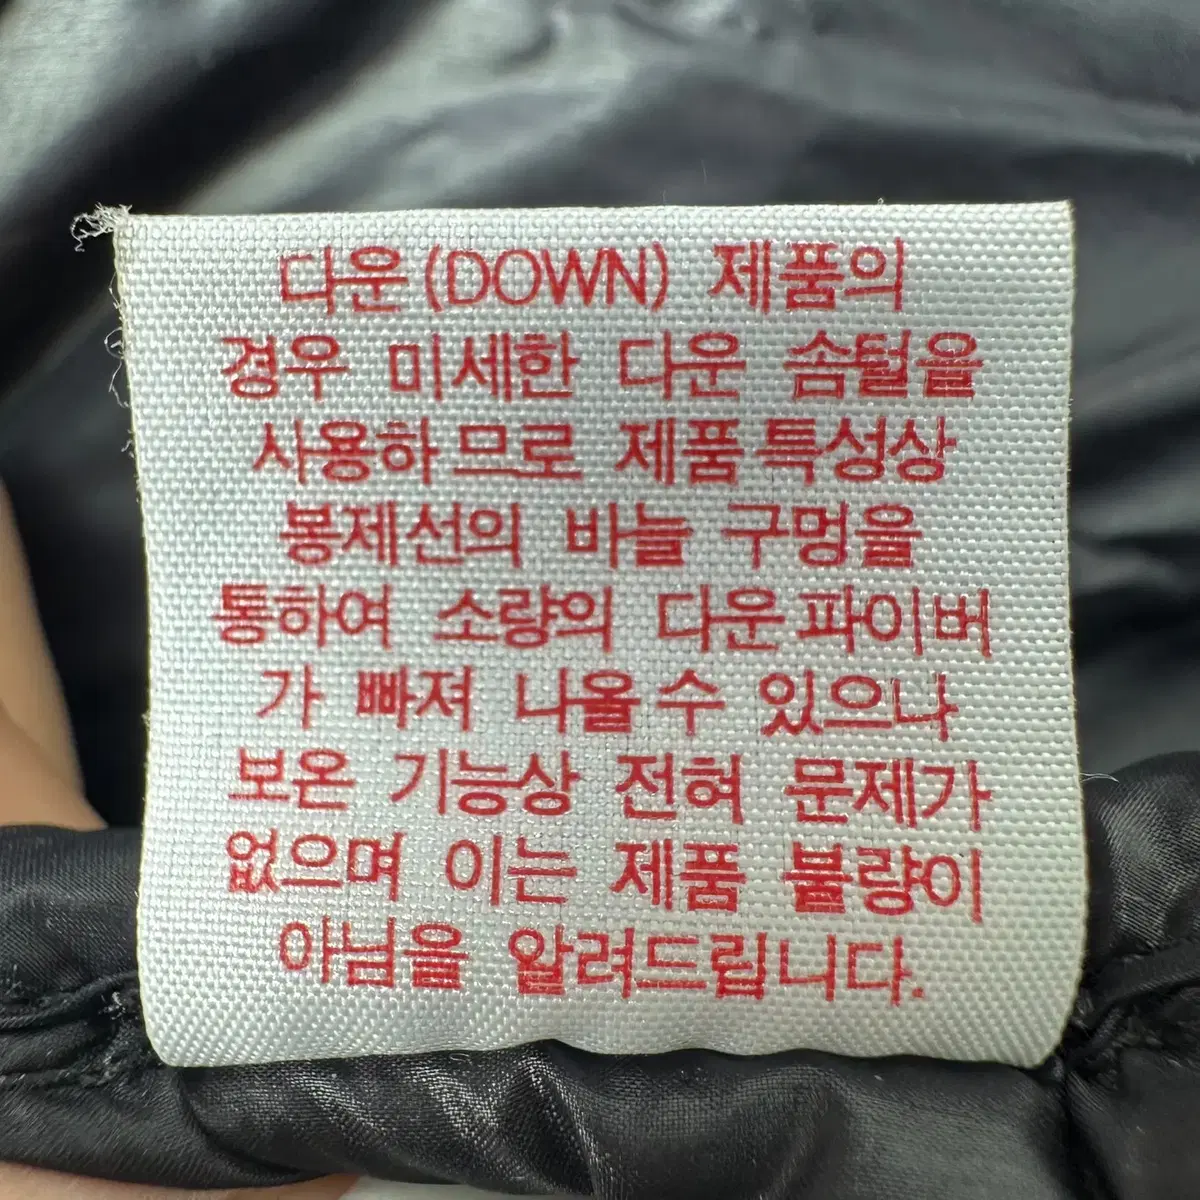 다운(DOWN) 제품의
경우 미세한 다운 솜털을
사용하므로 제품특성상
봉제선의 바늘 구멍을
통하여 소량의 다운파이버
가 빠져 나올수 있으나
보온 기능상 전혀 문제가
없으며 이는 제품 불량이
아님을 알려드립니다.